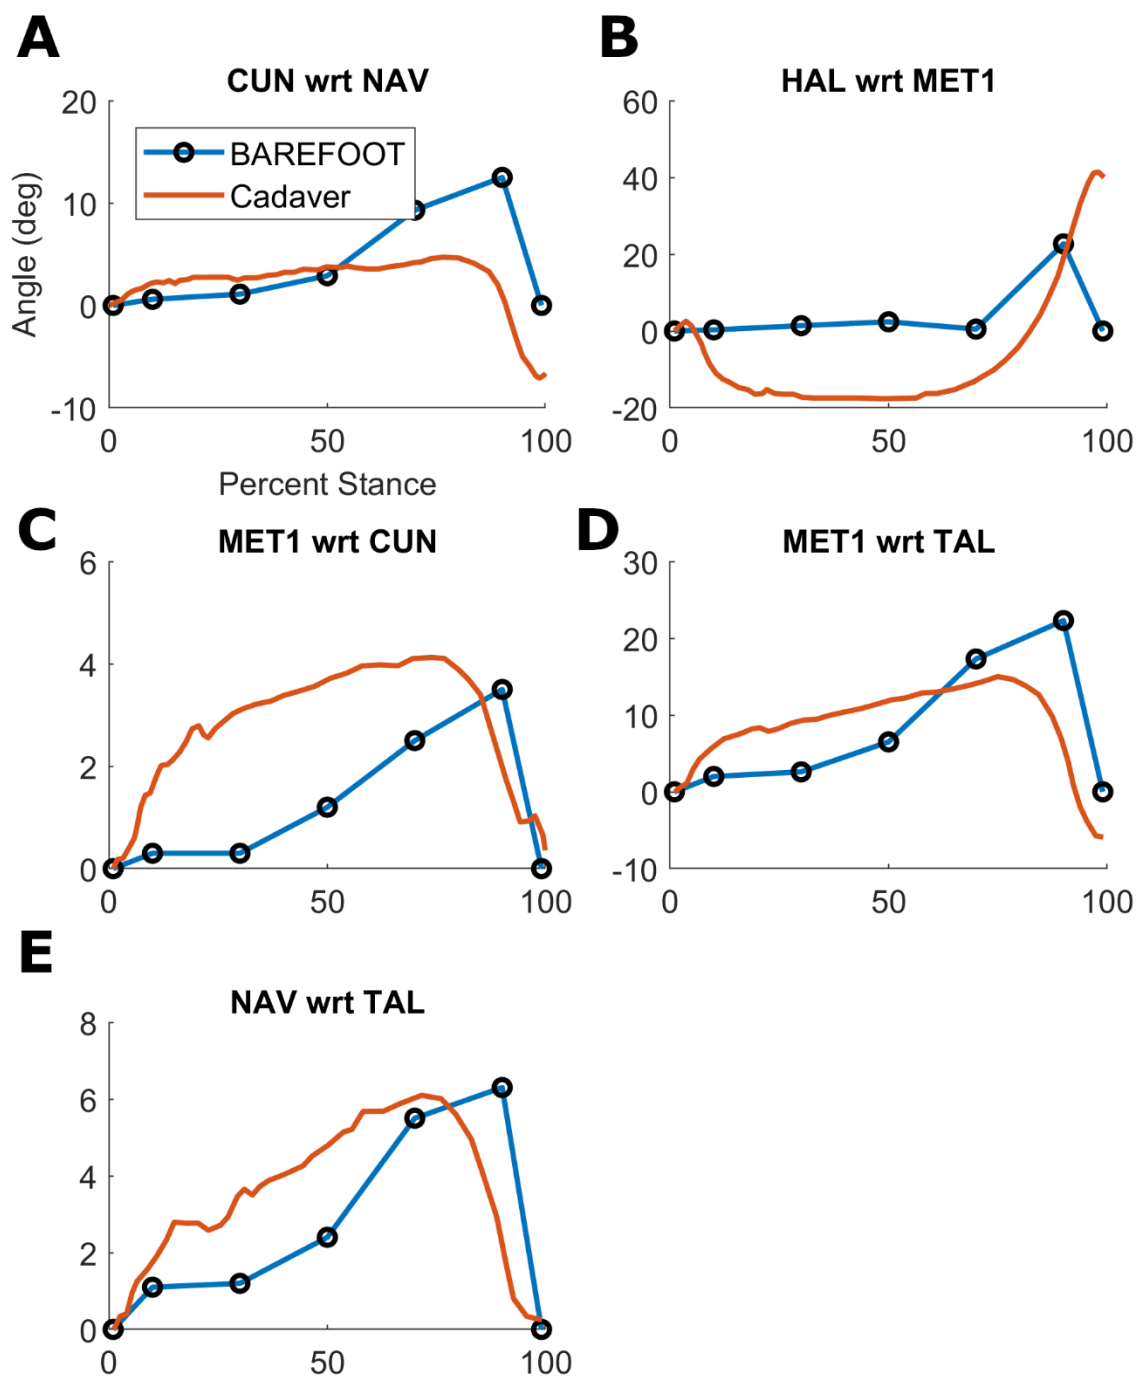 A
CUN wrt NAV
20
10
0
-10
Angle (deg)
BAREFOOT
Cadaver
0 50 100
Percent Stance
B
HAL wrt MET1
60
40
20
0
-20
0 50 100
C
MET1 wrt CUN
6
4
2
0
0 50 100
D
MET1 wrt TAL
30
20
10
0
-10
0 50 100
E
NAV wrt TAL
8
6
4
2
0
0 50 100